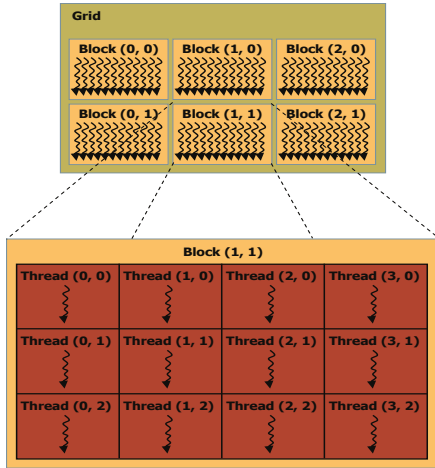 Grid
Block (0, 0) Block (1, 0) Block (2, 0)
Block (0, 1) Block (1, 1) Block (2, 1)
Block (1, 1)
Thread (0, 0) Thread (1, 0) Thread (2, 0) Thread (3, 0)
Thread (0, 1) Thread (1, 1) Thread (2, 1) Thread (3, 1)
Thread (0, 2) Thread (1, 2) Thread (2, 2) Thread (3, 2)